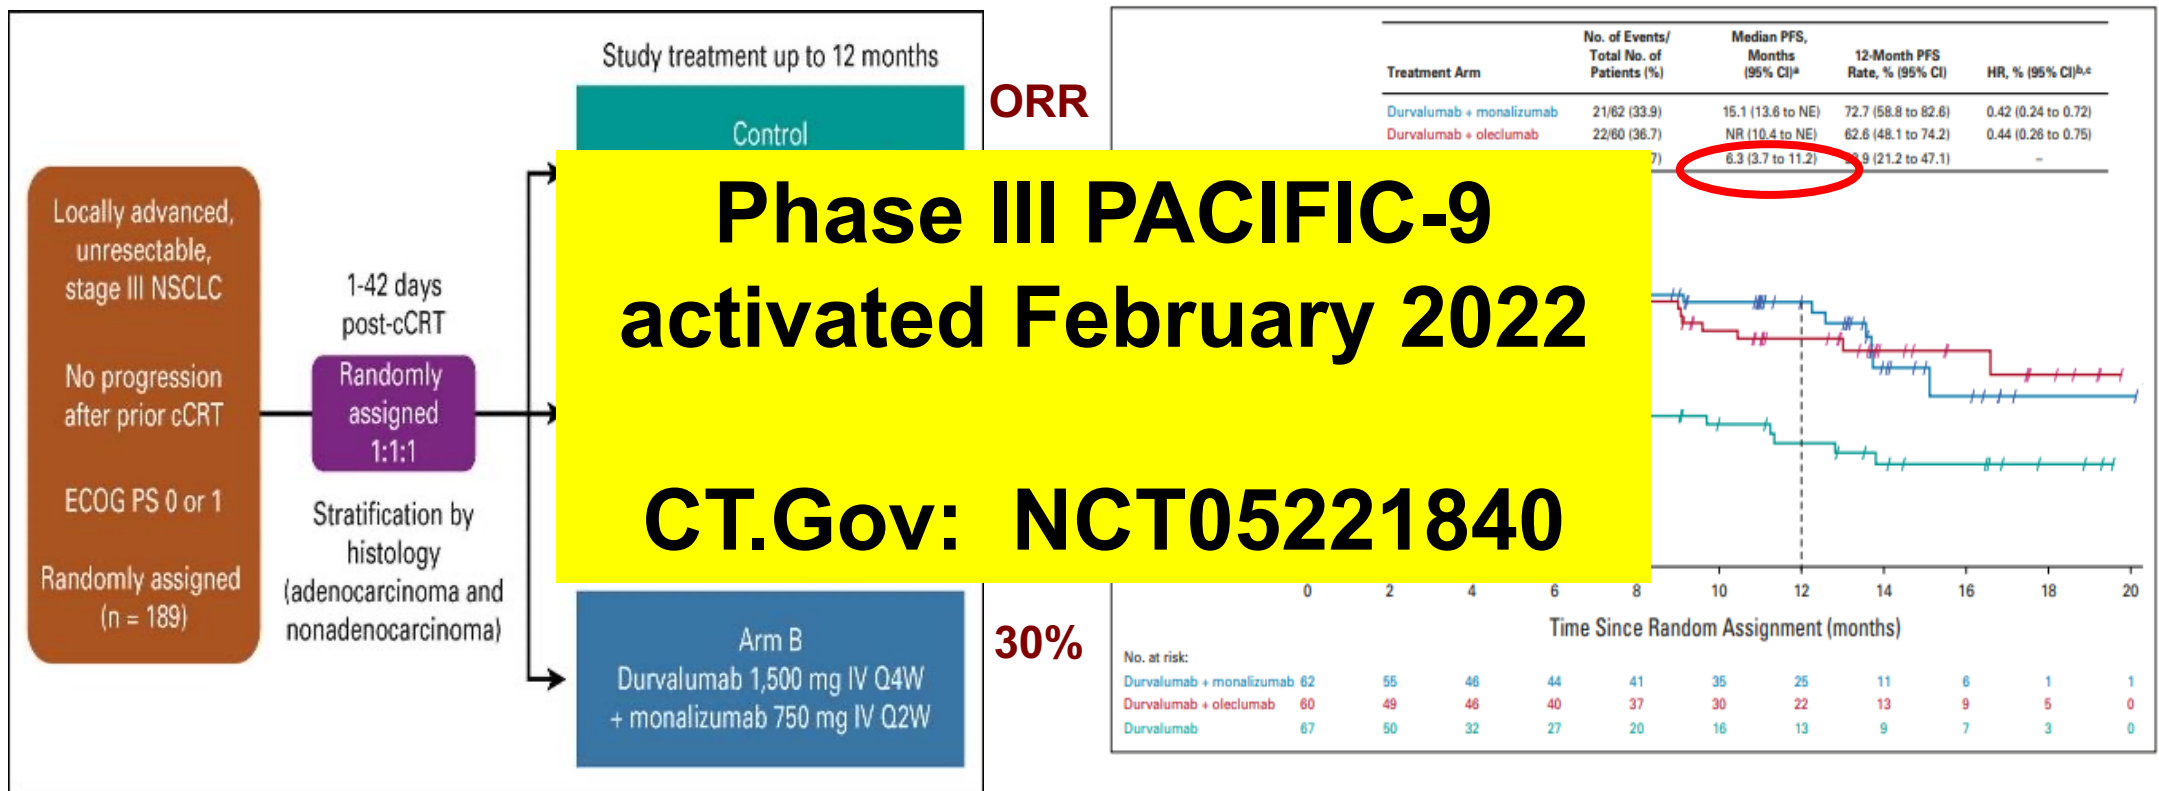 Study treatment up to 12 months
Control
Locally advanced,
unresectable,
stage III NSCLC
No progression
after prior cCRT
ECOG PS 0 or 1
Randomly assigned
(n = 189)
1-42 days
post-cCRT
Randomly
assigned
1:1:1
Stratification by
histology
(adenocarcinoma and
nonadenocarcinoma)
Arm B
Durvalumab 1,500 mg IV Q4W
+ monalizumab 750 mg IV Q2W
ORR
30%
Phase III PACIFIC-9
activated February 2022
CT.Gov: NCT05221840
Treatment Arm No. of Events/ Total No. of Patients (%) Median PFS, Months (95% CI)a 12-Month PFS Rate, % (95% CI) HR, % (95% CI)b,c
Durvalumab + monalizumab 21/62 (33.9) 15.1 (13.6 to NE) 72.7 (58.8 to 82.6) 0.42 (0.24 to 0.72)
Durvalumab + oleclumab 22/60 (36.7) NR (10.4 to NE) 62.6 (48.1 to 74.2) 0.44 (0.26 to 0.75)
7) 6.3 (3.7 to 11.2) 9 (21.2 to 47.1) –
0 2 4 6 8 10 12 14 16 18 20
Time Since Random Assignment (months)
No. at risk:
Durvalumab + monalizumab 62 55 46 44 41 35 25 11 6 1 1
Durvalumab + oleclumab 60 49 46 40 37 30 22 13 9 5 0
Durvalumab 67 50 32 27 20 16 13 9 7 3 0